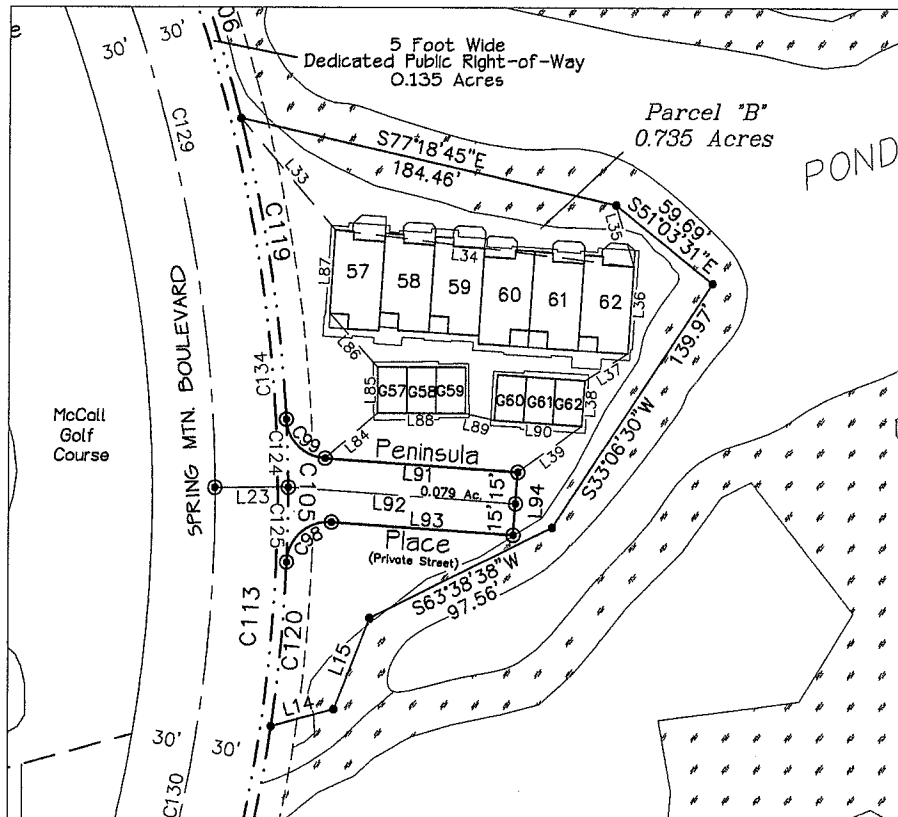 e
06
30'
30'
5 Foot Wide
Dedicated Public Right-of-Way
0.135 Acres
Parcel "B"
0.735 Acres
POND
C129
S77°18'45"E
184.46'
59.69'
S51°03'31"E
L33
L35
C119
L34
L87
57
58
59
60
61
62
L36
139.97'
S33°06'30"W
SPRING MTN. BOULEVARD
C134
L86
L37
L85
G57
G58
G59
G60
G61
G62
L38
L88
L89
L90
McCall
Golf
Course
C99
L84
Peninsula
L91
L39
C124
C105
L23
L92
0.079 Ac.
15'
15'
L94
L93
C125
C98
Place
(Private Street)
S63°38'38"W
97.56'
C113
C120
L15
L14
30'
30'
C130